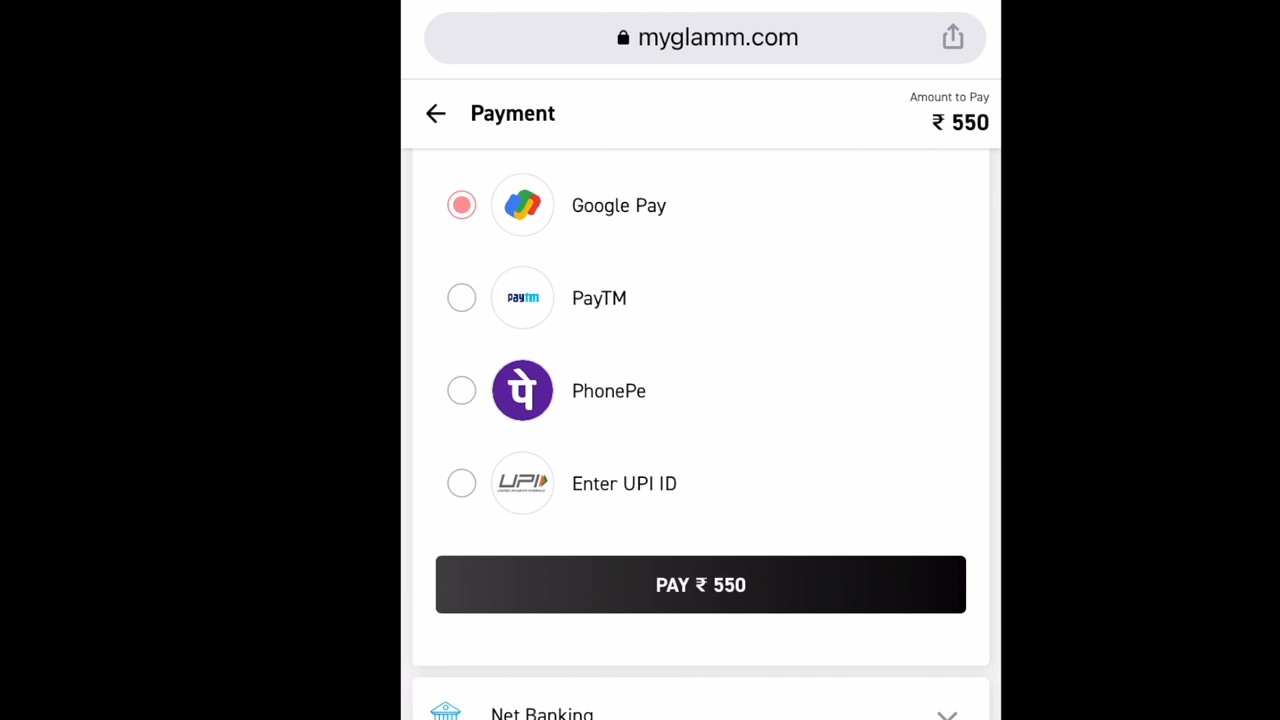 myglamm.com
Payment
Amount to Pay
₹ 550
Google Pay
paytm
PayTM
पे
PhonePe
UPI
Enter UPI ID
PAY ₹ 550
Net Banking